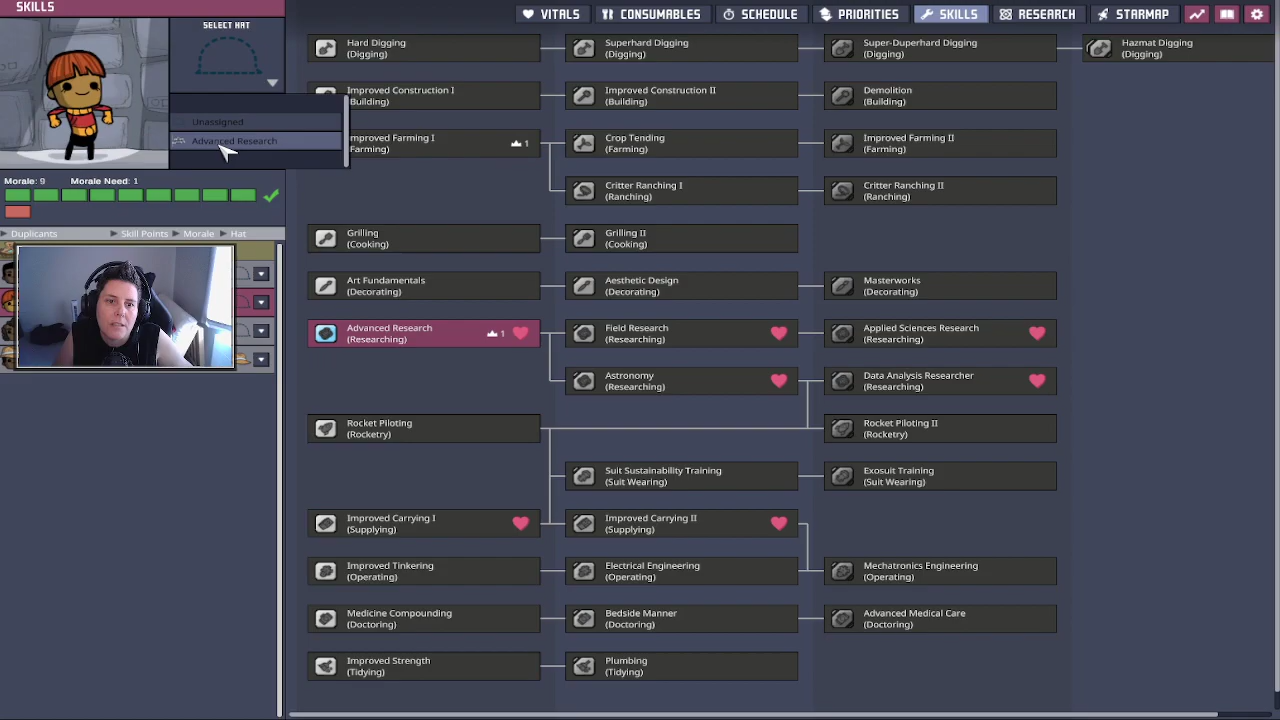 SKILLS
VITALS
CONSUMABLES
SCHEDULE
PRIORITIES
SKILLS
RESEARCH
STARMAP
SELECT HAT
Unassigned
Advanced Research
Morale: 9
Morale Need: 1
Duplicants
Skill Points
Morale
Hat
Hard Digging
(Digging)
Superhard Digging
(Digging)
Super-Duperhard Digging
(Digging)
Hazmat Digging
(Digging)
Improved Construction I
(Building)
Improved Construction II
(Building)
Demolition
(Building)
Improved Farming I
(Farming)
1
Crop Tending
(Farming)
Improved Farming II
(Farming)
Critter Ranching I
(Ranching)
Critter Ranching II
(Ranching)
Grilling
(Cooking)
Grilling II
(Cooking)
Art Fundamentals
(Decorating)
Aesthetic Design
(Decorating)
Masterworks
(Decorating)
Advanced Research
(Researching)
1
Field Research
(Researching)
Applied Sciences Research
(Researching)
Astronomy
(Researching)
Data Analysis Researcher
(Researching)
Rocket Piloting
(Rocketry)
Rocket Piloting II
(Rocketry)
Suit Sustainability Training
(Suit Wearing)
Exosuit Training
(Suit Wearing)
Improved Carrying I
(Supplying)
Improved Carrying II
(Supplying)
Improved Tinkering
(Operating)
Electrical Engineering
(Operating)
Mechatronics Engineering
(Operating)
Medicine Compounding
(Doctoring)
Bedside Manner
(Doctoring)
Advanced Medical Care
(Doctoring)
Improved Strength
(Tidying)
Plumbing
(Tidying)